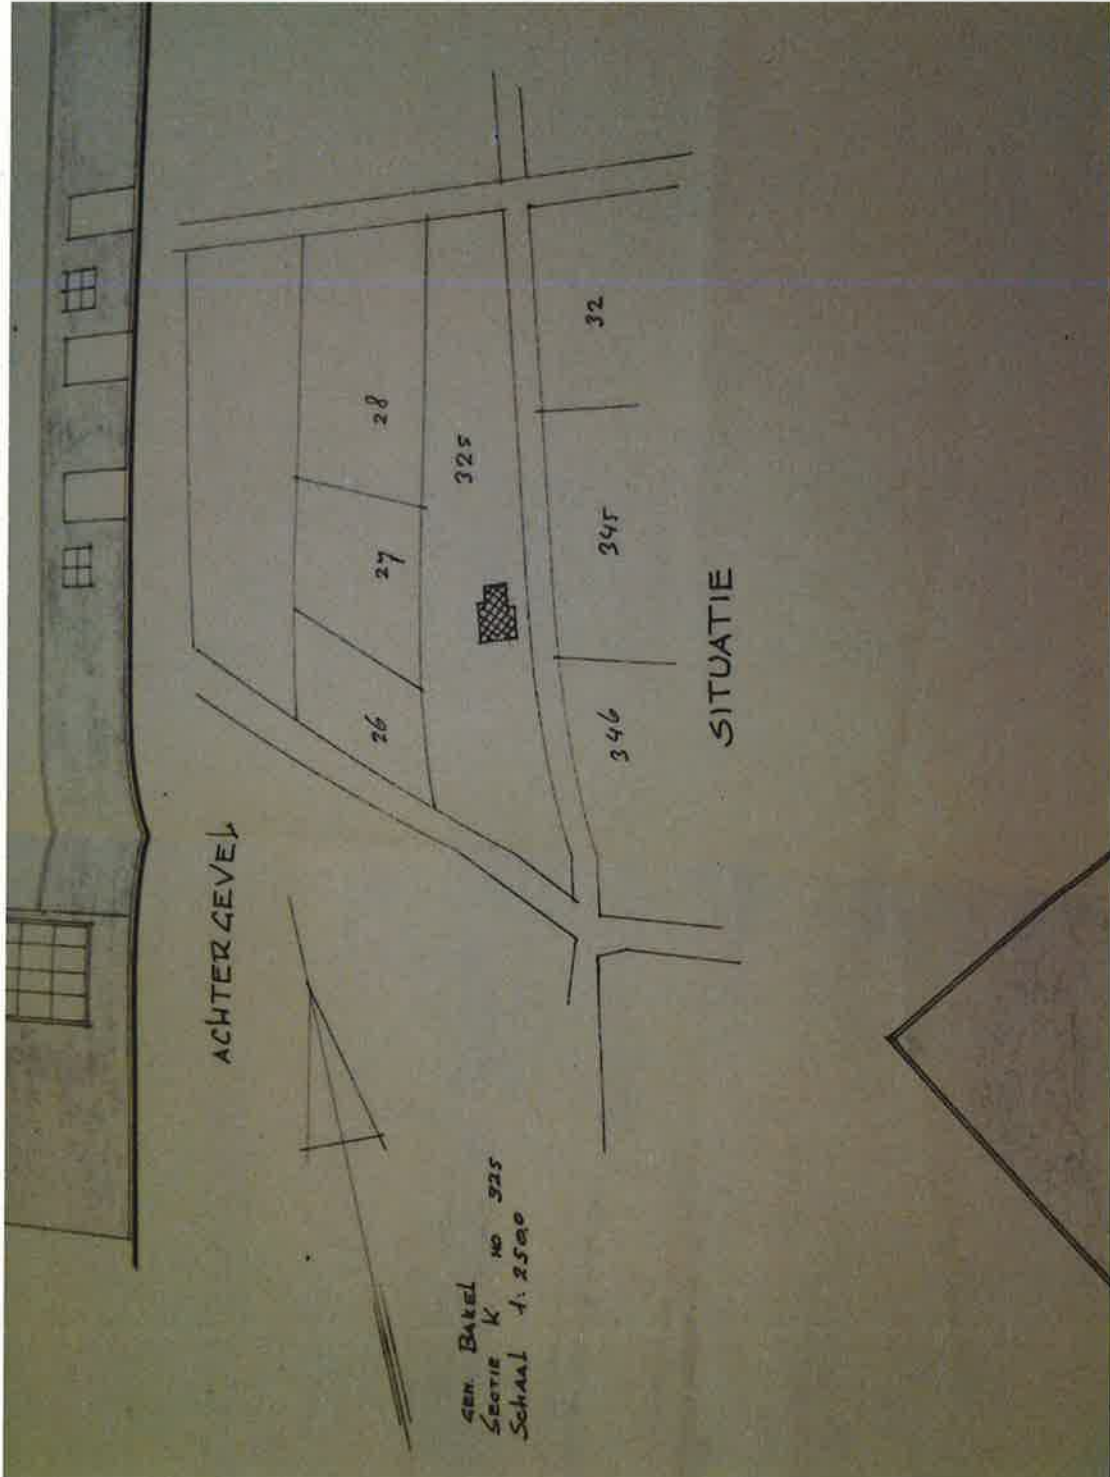 ACHTERGEVEL
28
27
26
325
32
345
346
SITUATIE
GEM. BAKEL
SECTIE K NO 325
SCHAAL 1:2500